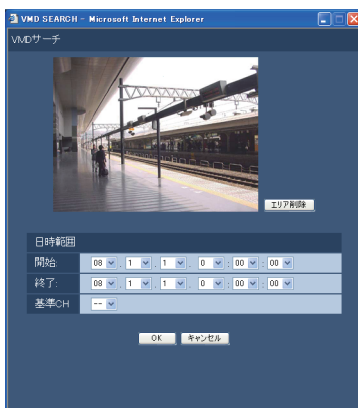 VMD SEARCH - Microsoft Internet Explorer
VMDサーチ
エリア削除
日時範囲
開始: 08 . 1 . 1 . 0 : 00 : 00
終了: 08 . 1 . 1 . 0 : 00 : 00
基準CH --
OK キャンセル